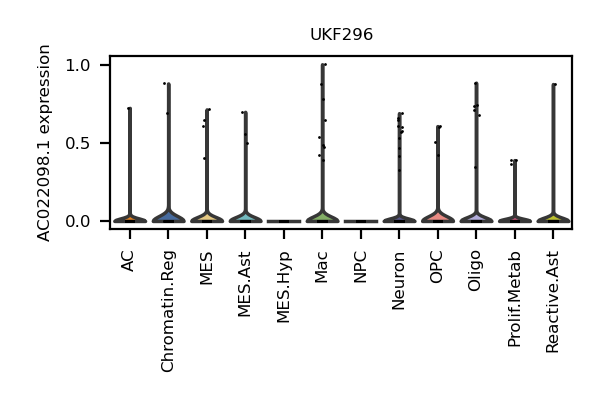 UKF296
AC022098.1 expression
1.0
0.5
0.0
AC
Chromatin.Reg
MES
MES.Ast
MES.Hyp
Mac
NPC
Neuron
OPC
Oligo
Prolif.Metab
Reactive.Ast